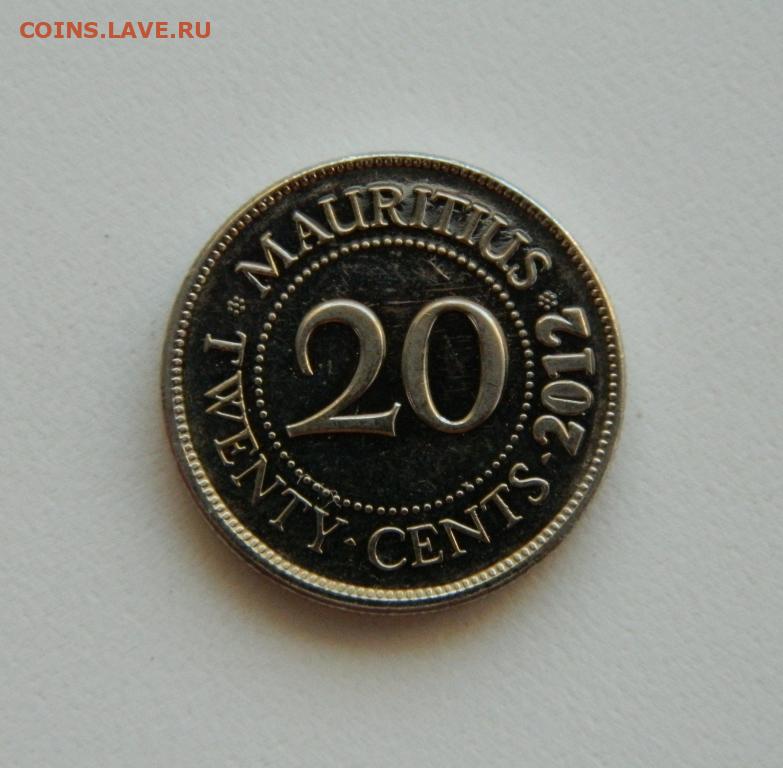 COINS.LAVE.RU
MAURITIUS
20
TWENTY·CENTS·2012